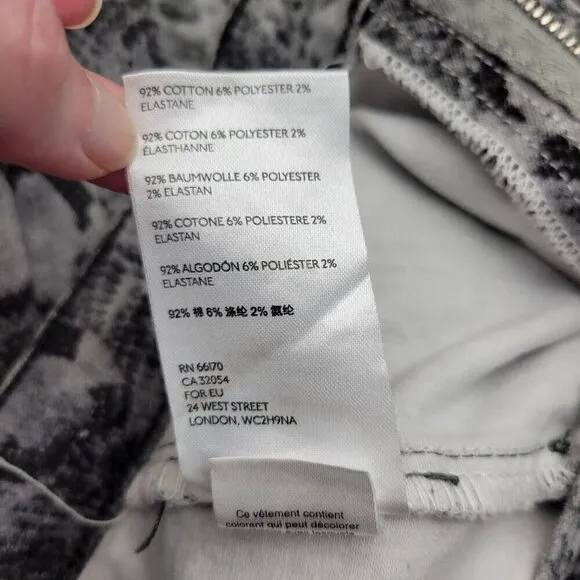 92% COTTON 6% POLYESTER 2%
ELASTANE
92% COTON 6% POLYESTER 2%
ÉLASTHANNE
92% BAUMWOLLE 6% POLYESTER
2% ELASTAN
92% COTONE 6% POLIESTERE 2%
ELASTAN
92% ALGODÓN 6% POLIÉSTER 2%
ELASTANE
92% 棉 6% 涤纶 2% 氨纶
RN 66170
CA 32054
FOR EU
24 WEST STREET
LONDON, WC2H9NA
Ce vêtement contient
colorant qui peut décolorer